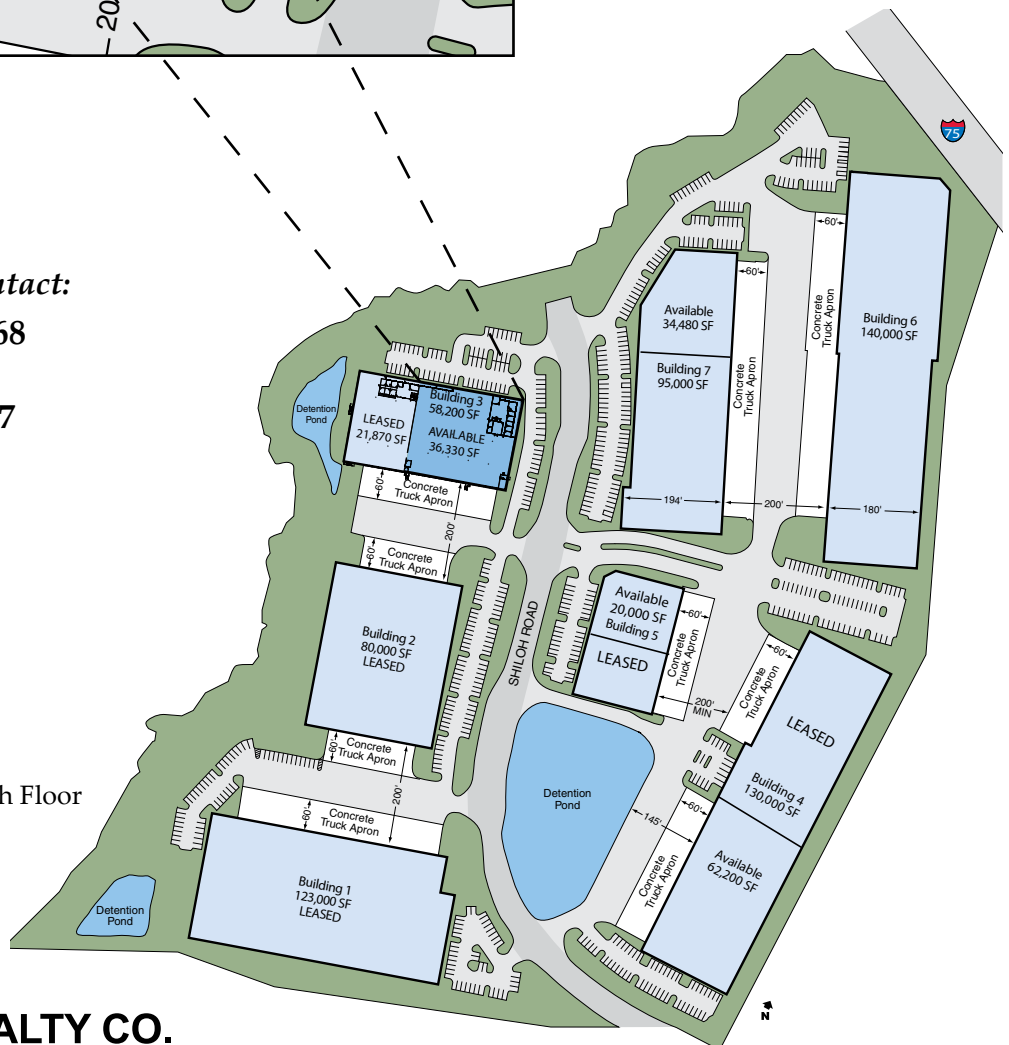 20
75
ntact:
68
7
60'
60'
Concrete
Truck Apron
Available
34,480 SF
Building 6
140,000 SF
Building 7
95,000 SF
Concrete
Truck Apron
Building 3
58,200 SF
AVAILABLE
36,330 SF
LEASED
21,870 SF
Detention
Pond
60'
Concrete
Truck Apron
200'
194'
200'
180'
60'
Concrete
Truck Apron
Available
20,000 SF
Building 5
LEASED
60'
Concrete
Truck Apron
200'
MIN
SHILOH ROAD
Building 2
80,000 SF
LEASED
60'
Concrete
Truck Apron
LEASED
Building 4
130,000 SF
60'
Concrete
Truck Apron
200'
60'
Concrete
Truck Apron
Detention
Pond
145'
60'
Available
62,200 SF
Concrete
Truck Apron
h Floor
Building 1
123,000 SF
LEASED
Detention
Pond
N
ALTY CO.